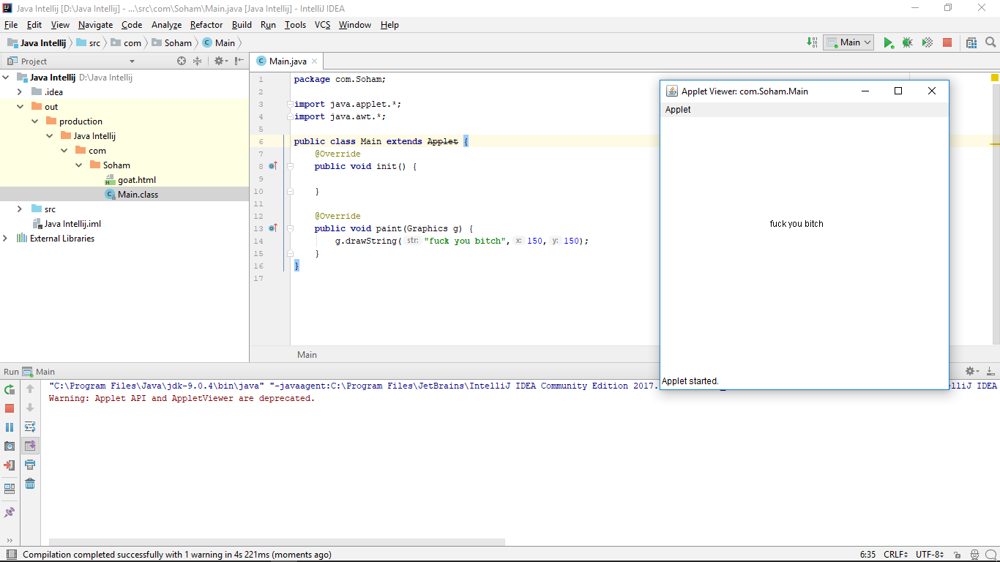 Java Intellij [D:\Java Intellij] - ...\src\com\Soham\Main.java [Java Intellij] - IntelliJ IDEA
File Edit View Navigate Code Analyze Refactor Build Run Tools VCS Window Help
Java Intellij src com Soham Main
Main
Project
Main.java
Java Intellij D:\Java Intellij
.idea
out
production
Java Intellij
com
Soham
goat.html
Main.class
src
Java Intellij.iml
External Libraries
1 package com.Soham;
2
3 import java.applet.*;
4 import java.awt.*;
5
6 public class Main extends Applet {
7 @Override
8 public void init() {
9
10 }
11
12 @Override
13 public void paint(Graphics g) {
14 g.drawString( str: "fuck you bitch", x: 150, y: 150);
15 }
16 }
17
Main
Applet Viewer: com.Soham.Main
Applet
fuck you bitch
Applet started.
Run Main
"C:\Program Files\Java\jdk-9.0.4\bin\java" "-javaagent:C:\Program Files\JetBrains\IntelliJ IDEA Community Edition 2017. elliJ IDEA
Warning: Applet API and AppletViewer are deprecated.
Compilation completed successfully with 1 warning in 4s 221ms (moments ago)
6:35 CRLF UTF-8